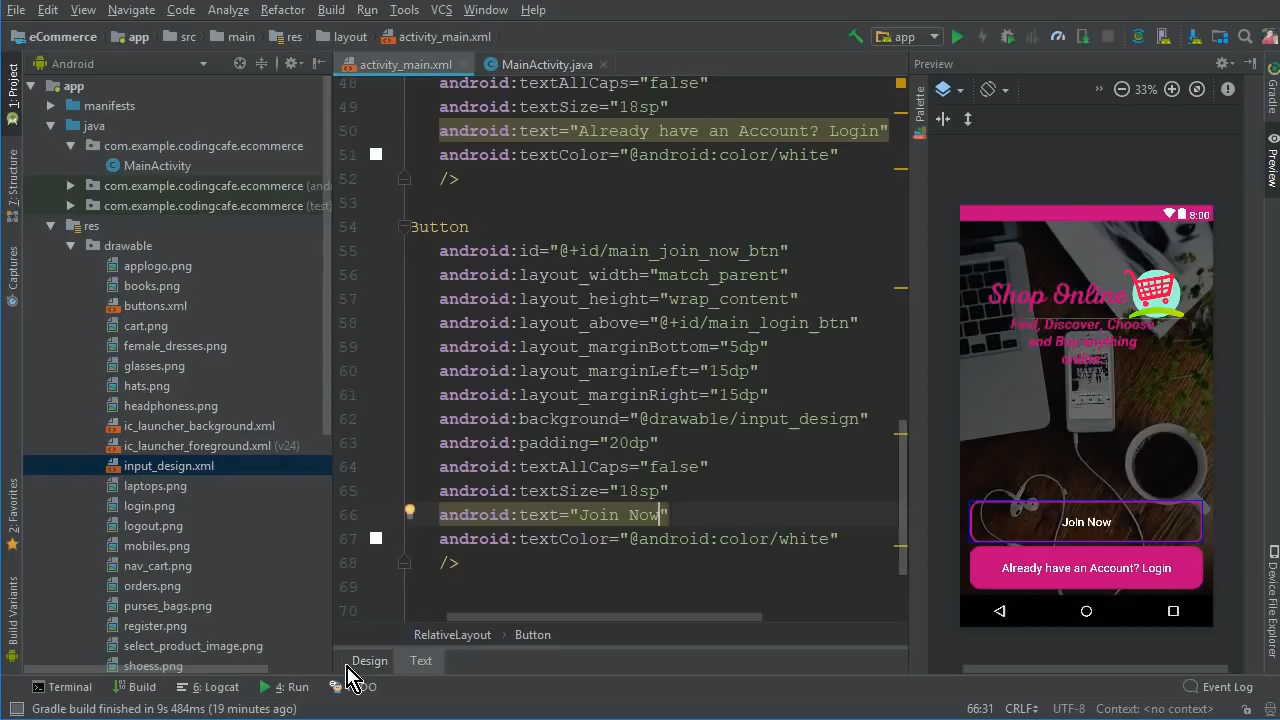 File Edit View Navigate Code Analyze Refactor Build Run Tools VCS Window Help
eCommerce app src main res layout activity_main.xml app
1: Project
Android
activity_main.xml MainActivity.java
Preview
app
manifests
java
com.example.codingcafe.ecommerce
MainActivity
com.example.codingcafe.ecommerce (and
com.example.codingcafe.ecommerce (test
res
drawable
applogo.png
books.png
buttons.xml
cart.png
female_dresses.png
glasses.png
hats.png
headphoness.png
ic_launcher_background.xml
ic_launcher_foreground.xml (v24)
input_design.xml
laptops.png
login.png
logout.png
mobiles.png
nav_cart.png
orders.png
purses_bags.png
register.png
select_product_image.png
shoess.png
7: Structure
Captures
2: Favorites
Build Variants
48 android:textAllCaps="false"
49 android:textSize="18sp"
50 android:text="Already have an Account? Login"
51 android:textColor="@android:color/white"
52 />
53
54 Button
55 android:id="@+id/main_join_now_btn"
56 android:layout_width="match_parent"
57 android:layout_height="wrap_content"
58 android:layout_above="@+id/main_login_btn"
59 android:layout_marginBottom="5dp"
60 android:layout_marginLeft="15dp"
61 android:layout_marginRight="15dp"
62 android:background="@drawable/input_design"
63 android:padding="20dp"
64 android:textAllCaps="false"
65 android:textSize="18sp"
66 android:text="Join Now"
67 android:textColor="@android:color/white"
68 />
69
70
RelativeLayout Button
Design Text
Palette
33%
8:00
Shop Online
Find, Discover, Choose
and Buy anything
online
Join Now
Already have an Account? Login
Gradle
Preview
Device File Explorer
Terminal Build 6: Logcat 4: Run
Event Log
Gradle build finished in 9s 484ms (19 minutes ago)
66:31 CRLF UTF-8 Context: <no context>